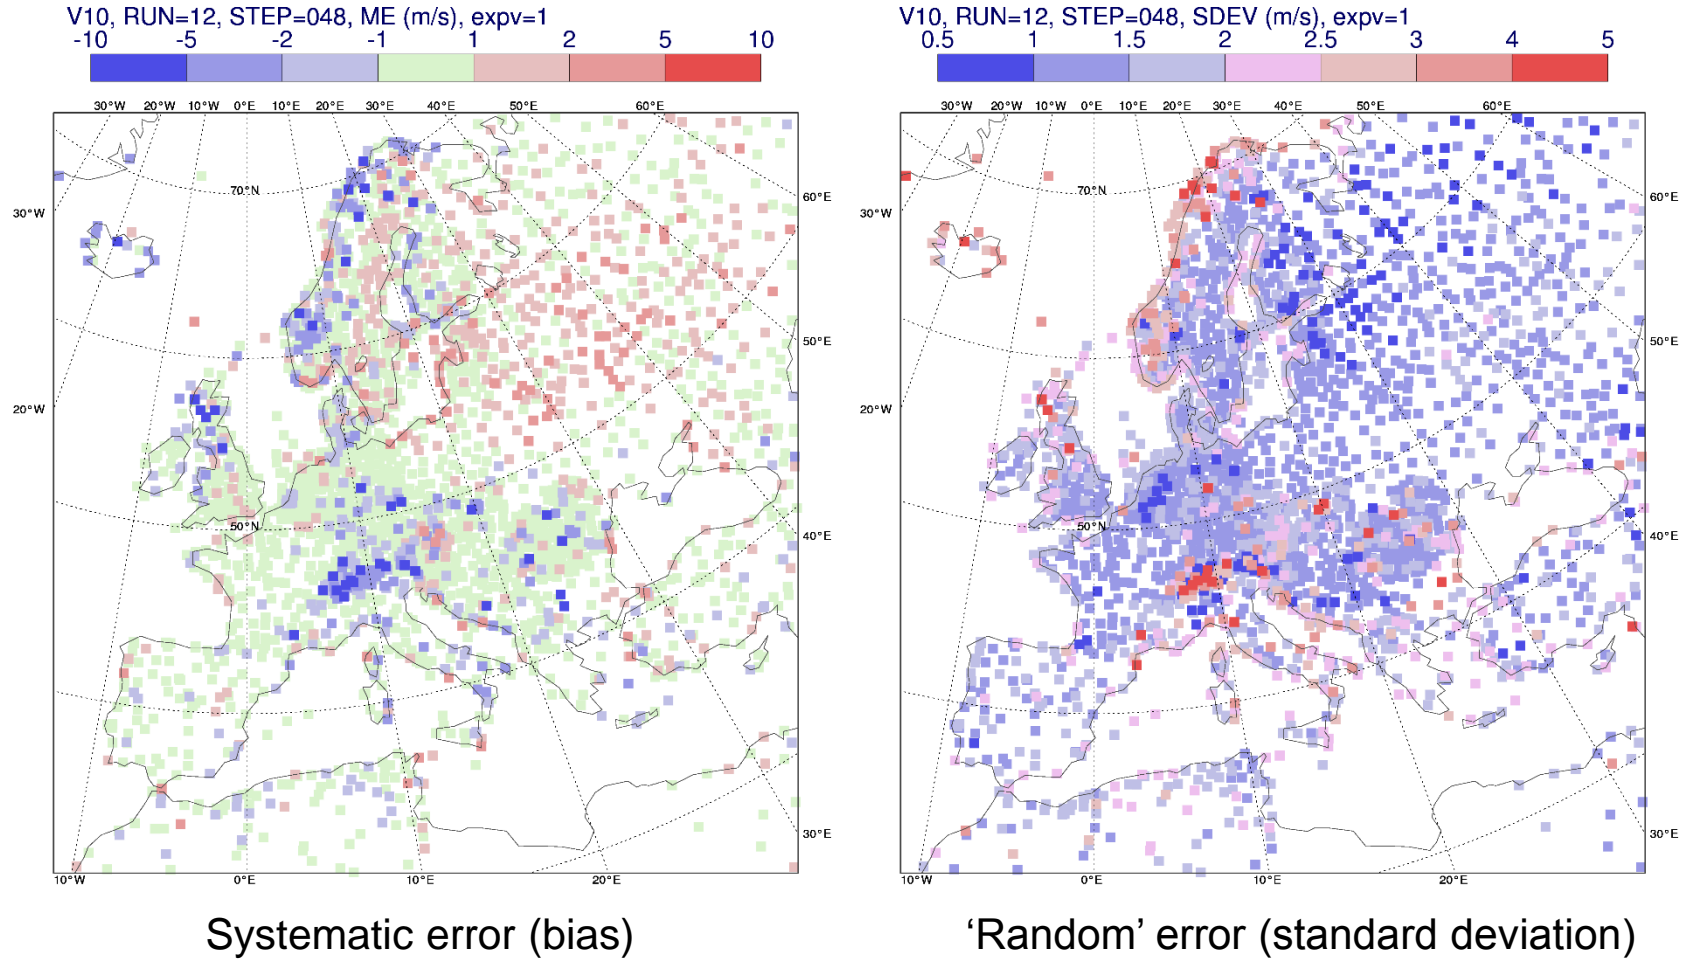 V10, RUN=12, STEP=048, ME (m/s), expv=1
-10 -5 -2 -1 1 2 5 10
30°W 20°W 10°W 0°E 10°E 20°E 30°E 40°E 50°E 60°E
70°N
60°E
30°W
50°E
20°W
50°N
40°E
30°E
10°W 0°E 10°E 20°E
Systematic error (bias)
V10, RUN=12, STEP=048, SDEV (m/s), expv=1
0.5 1 1.5 2 2.5 3 4 5
30°W 20°W 10°W 0°E 10°E 20°E 30°E 40°E 50°E 60°E
70°N
60°E
30°W
50°E
20°W
50°N
40°E
30°E
10°W 0°E 10°E 20°E
‘Random’ error (standard deviation)